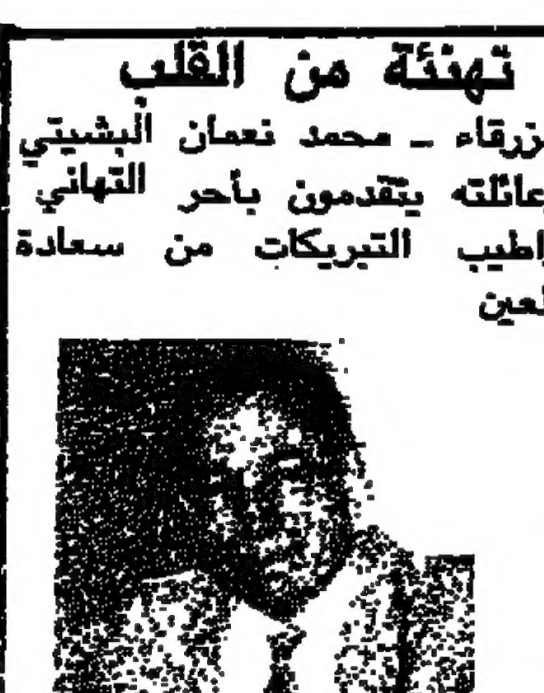 تهنئة من القلب
زرقاء ـ محمد نعمان البشيتي
عائلته يتقدمون بأحر التهاني
اطيب التبريكات من سعادة
لعين